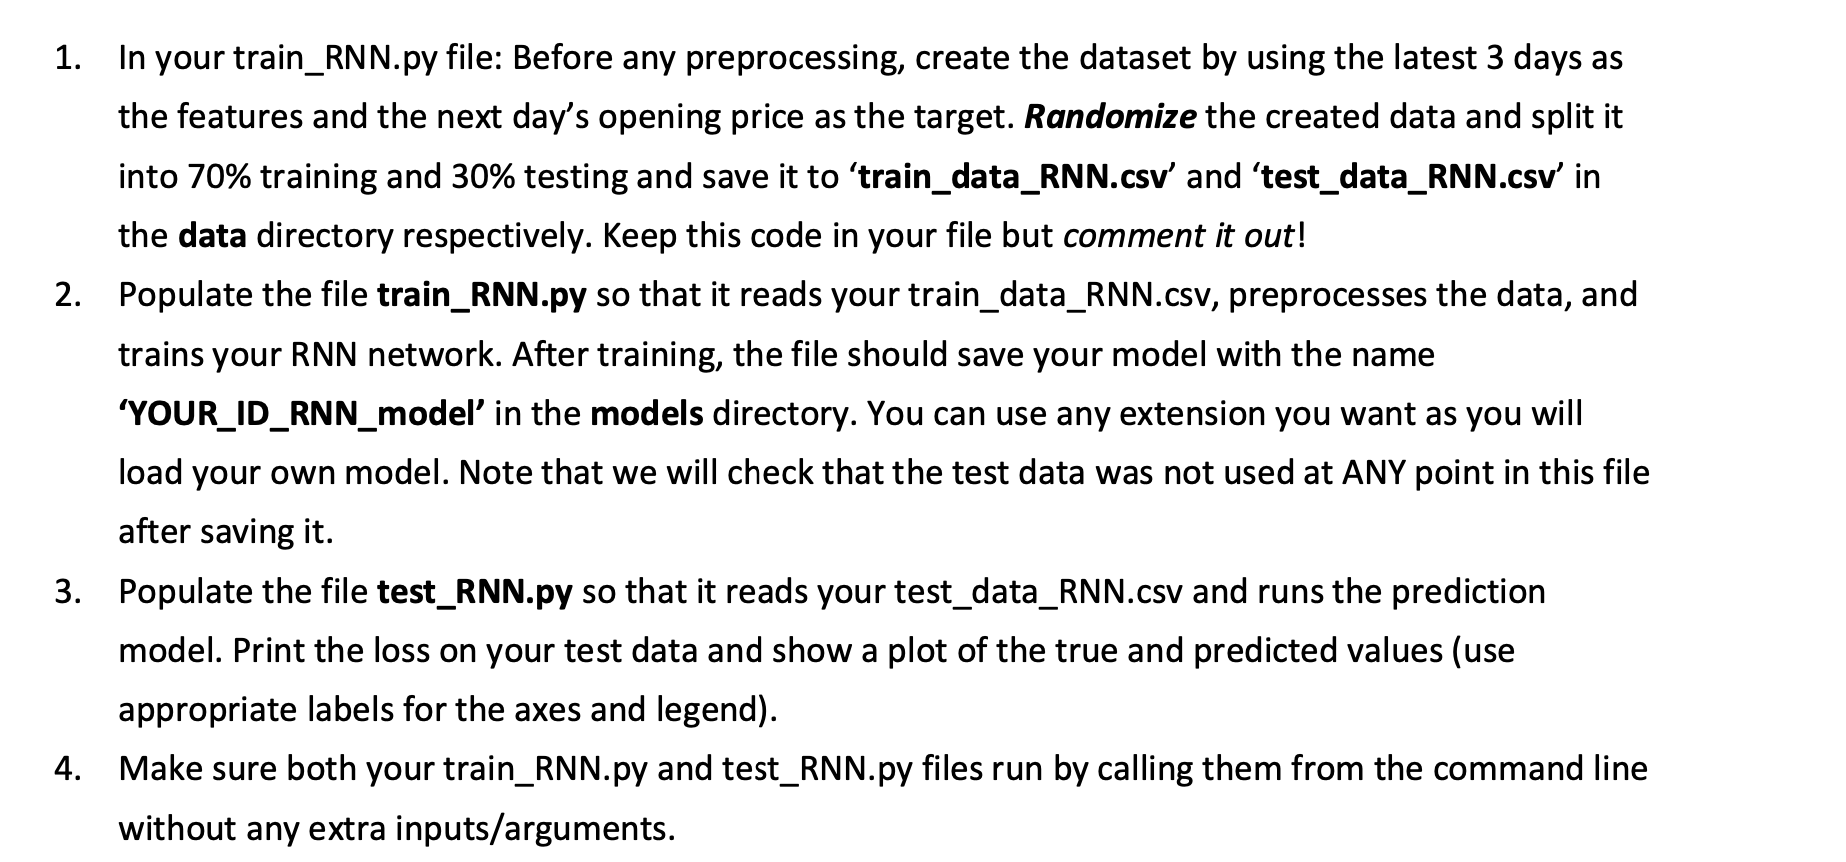 1. In your train_RNN.py file: Before any preprocessing, create the dataset by using the latest 3 days as
the features and the next day’s opening price as the target. Randomize the created data and split it
into 70% training and 30% testing and save it to ‘train_data_RNN.csv’ and ‘test_data_RNN.csv’ in
the data directory respectively. Keep this code in your file but comment it out!
2. Populate the file train_RNN.py so that it reads your train_data_RNN.csv, preprocesses the data, and
trains your RNN network. After training, the file should save your model with the name
‘YOUR_ID_RNN_model’ in the models directory. You can use any extension you want as you will
load your own model. Note that we will check that the test data was not used at ANY point in this file
after saving it.
3. Populate the file test_RNN.py so that it reads your test_data_RNN.csv and runs the prediction
model. Print the loss on your test data and show a plot of the true and predicted values (use
appropriate labels for the axes and legend).
4. Make sure both your train_RNN.py and test_RNN.py files run by calling them from the command line
without any extra inputs/arguments.